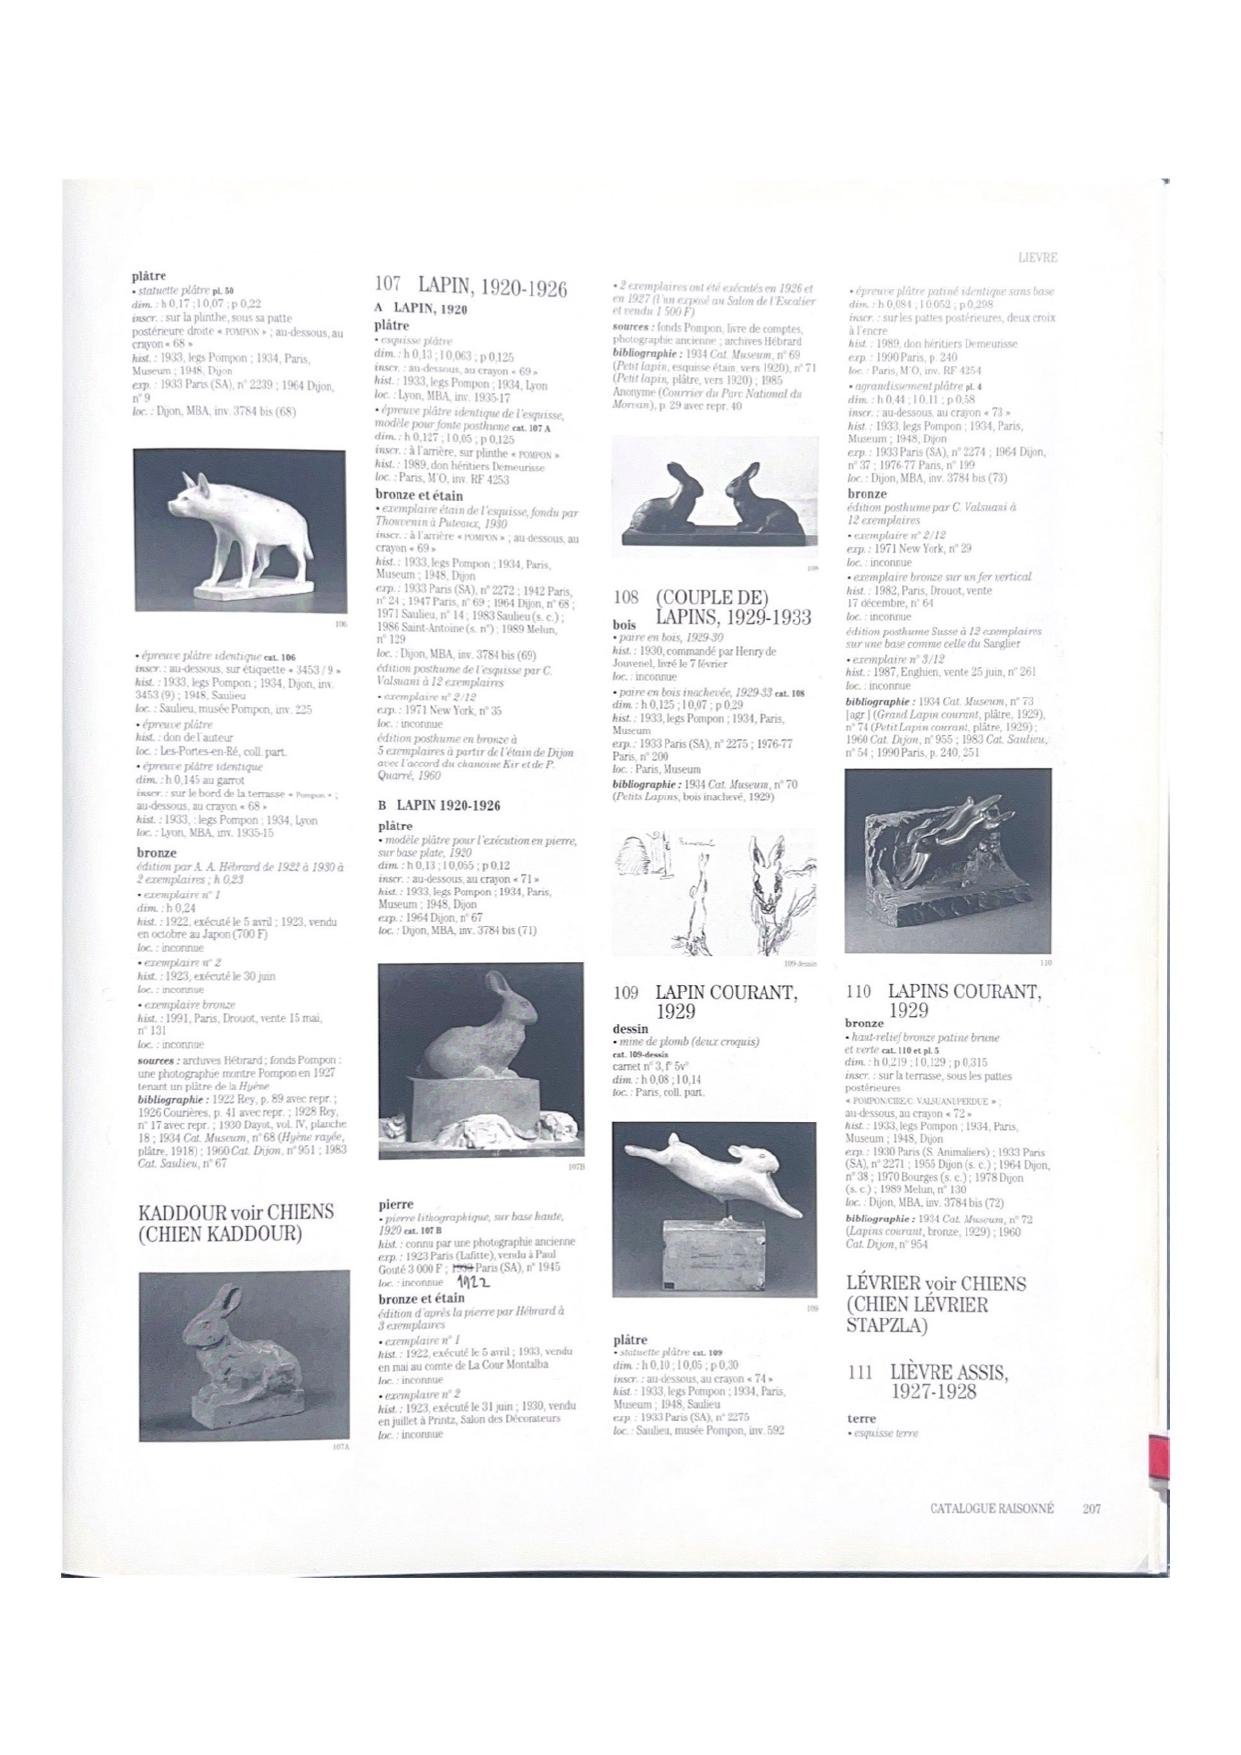 LIEVRE
plâtre
• statuette plâtre pl. 50
dim. : h 0,17 ; l 0,07 ; p 0,22
inscr. : sur la plinthe, sous sa patte
postérieure droite « POMPON » ; au-dessous, au
crayon « 68 »
hist. : 1933, legs Pompon ; 1934, Paris,
Museum ; 1948, Dijon
exp. : 1933 Paris (SA), n° 2239 ; 1964 Dijon,
n° 9
loc. : Dijon, MBA, inv. 3784 bis (68)
106
• épreuve plâtre identique cat. 106
inscr. : au-dessous, sur étiquette « 3453 / 9 »
hist. : 1933, legs Pompon ; 1934, Dijon, inv.
3453 (9) ; 1948, Saulieu
loc. : Saulieu, musée Pompon, inv. 225
• épreuve plâtre
hist. : don de l'auteur
loc. : Les-Portes-en-Ré, coll. part.
• épreuve plâtre identique
dim. : h 0,145 au garrot
inscr. : sur le bord de la terrasse « Pompon » ;
au-dessous, au crayon « 68 »
hist. : 1933, : legs Pompon ; 1934, Lyon
loc. : Lyon, MBA, inv. 1935-15
bronze
édition par A. A. Hébrard de 1922 à 1930 à
2 exemplaires ; h 0,23
• exemplaire n° 1
dim. : h 0,24
hist. : 1922, exécuté le 5 avril ; 1923, vendu
en octobre au Japon (700 F)
loc. : inconnue
• exemplaire n° 2
hist. : 1923, exécuté le 30 juin
loc. : inconnue
• exemplaire bronze
hist. : 1991, Paris, Drouot, vente 15 mai,
n° 131
loc. : inconnue
sources : archives Hébrard ; fonds Pompon :
une photographie montre Pompon en 1927
tenant un plâtre de la Hyène
bibliographie : 1922 Rey, p. 89 avec repr. ;
1926 Courières, p. 41 avec repr. ; 1928 Rey,
n° 17 avec repr. ; 1930 Dayot, vol. IV, planche
18 ; 1934 Cat. Museum, n° 68 (Hyène rayée,
plâtre, 1918) ; 1960 Cat. Dijon, n° 951 ; 1983
Cat. Saulieu, n° 67
KADDOUR voir CHIENS
(CHIEN KADDOUR)
107A
107 LAPIN, 1920-1926
A LAPIN, 1920
plâtre
• esquisse plâtre
dim. : h 0,13 ; l 0,063 ; p 0,125
inscr. : au-dessous, au crayon « 69 »
hist. : 1933, legs Pompon ; 1934, Lyon
loc. : Lyon, MBA, inv. 1935-17
• épreuve plâtre identique de l'esquisse,
modèle pour fonte posthume cat. 107 A
dim. : h 0,127 ; l 0,05 ; p 0,125
inscr. : à l'arrière, sur plinthe « POMPON »
hist. : 1989, don héritiers Demeurisse
loc. : Paris, M'O, inv. RF 4253
bronze et étain
• exemplaire étain de l'esquisse, fondu par
Thouvenin à Puteaux, 1930
inscr. : à l'arrière « POMPON » ; au-dessous, au
crayon « 69 »
hist. : 1933, legs Pompon ; 1934, Paris,
Museum ; 1948, Dijon
exp. : 1933 Paris (SA), n° 2272 ; 1942 Paris,
n° 24 ; 1947 Paris, n° 69 ; 1964 Dijon, n° 68 ;
1971 Saulieu, n° 14 ; 1983 Saulieu (s. c.) ;
1986 Saint-Antoine (s. n°) ; 1989 Melun,
n° 129
loc. : Dijon, MBA, inv. 3784 bis (69)
édition posthume de l'esquisse par C.
Valsuani à 12 exemplaires
• exemplaire n° 2/12
exp. : 1971 New York, n° 35
loc. : inconnue
édition posthume en bronze à
5 exemplaires à partir de l'étain de Dijon
avec l'accord du chanoine Kir et de P.
Quarré, 1960
B LAPIN 1920-1926
plâtre
• modèle plâtre pour l'exécution en pierre,
sur base plate, 1920
dim. : h 0,13 ; l 0,055 ; p 0,12
inscr. : au-dessous, au crayon « 71 »
hist. : 1933, legs Pompon ; 1934, Paris,
Museum ; 1948, Dijon
exp. : 1964 Dijon, n° 67
loc. : Dijon, MBA, inv. 3784 bis (71)
107B
pierre
• pierre lithographique, sur base haute,
1920 cat. 107 B
hist. : connu par une photographie ancienne
exp. : 1923 Paris (Lafitte), vendu à Paul
Gouté 3 000 F ; Paris (SA), n° 1945
loc. : inconnue 1922
bronze et étain
édition d'après la pierre par Hébrard à
3 exemplaires
• exemplaire n° 1
hist. : 1922, exécuté le 5 avril ; 1933, vendu
en mai au comte de La Cour Montalba
loc. : inconnue
• exemplaire n° 2
hist. : 1923, exécuté le 31 juin ; 1930, vendu
en juillet à Printz, Salon des Décorateurs
loc. : inconnue
• 2 exemplaires ont été exécutés en 1926 et
en 1927 (l'un exposé au Salon de l'Escalier
et vendu 1 500 F)
sources : fonds Pompon, livre de comptes,
photographie ancienne ; archives Hébrard
bibliographie : 1934 Cat. Museum, n° 69
(Petit lapin, esquisse étain, vers 1920), n° 71
(Petit lapin, plâtre, vers 1920) ; 1985
Anonyme (Courrier du Parc National du
Morvan), p. 29 avec repr. 40
108
108 (COUPLE DE)
LAPINS, 1929-1933
bois
• paire en bois, 1929-30
hist. : 1930, commandé par Henry de
Jouvenel, livré le 7 février
loc. : inconnue
• paire en bois inachevée, 1929-33 cat. 108
dim. : h 0,125 ; l 0,07 ; p 0,29
hist. : 1933, legs Pompon ; 1934, Paris,
Museum
exp. : 1933 Paris (SA), n° 2275 ; 1976-77
Paris, n° 200
loc. : Paris, Museum
bibliographie : 1934 Cat. Museum, n° 70
(Petits Lapins, bois inachevé, 1929)
109-dessin
109 LAPIN COURANT,
1929
dessin
• mine de plomb (deux croquis)
cat. 109-dessin
carnet n° 3, f° 5v°
dim. : h 0,08 ; l 0,14
loc. : Paris, coll. part.
109
plâtre
• statuette plâtre cat. 109
dim. : h 0,10 ; l 0,05 ; p 0,30
inscr. : au-dessous, au crayon « 74 »
hist. : 1933, legs Pompon ; 1934, Paris,
Museum ; 1948, Saulieu
exp. : 1933 Paris (SA), n° 2275
loc. : Saulieu, musée Pompon, inv. 592
• épreuve plâtre patiné identique sans base
dim. : h 0,084 ; l 0,052 ; p 0,298
inscr. : sur les pattes postérieures, deux croix
à l'encre
hist. : 1989, don héritiers Demeurisse
exp. : 1990 Paris, p. 240
loc. : Paris, M'O, inv. RF 4254
• agrandissement plâtre pl. 4
dim. : h 0,44 ; l 0,11 ; p 0,58
inscr. : au-dessous, au crayon « 73 »
hist. : 1933, legs Pompon ; 1934, Paris,
Museum ; 1948, Dijon
exp. : 1933 Paris (SA), n° 2274 ; 1964 Dijon,
n° 37 ; 1976-77 Paris, n° 199
loc. : Dijon, MBA, inv. 3784 bis (73)
bronze
édition posthume par C. Valsuani à
12 exemplaires
• exemplaire n° 2/12
exp. : 1971 New York, n° 29
loc. : inconnue
• exemplaire bronze sur un fer vertical
hist. : 1982, Paris, Drouot, vente
17 décembre, n° 64
loc. : inconnue
édition posthume Susse à 12 exemplaires
sur une base comme celle du Sanglier
• exemplaire n° 3/12
hist. : 1987, Enghien, vente 25 juin, n° 261
loc. : inconnue
bibliographie : 1934 Cat. Museum, n° 73
[agr.] (Grand Lapin courant, plâtre, 1929),
n° 74 (Petit Lapin courant, plâtre, 1929) ;
1960 Cat. Dijon, n° 955 ; 1983 Cat. Saulieu,
n° 54 ; 1990 Paris, p. 240, 251
110
110 LAPINS COURANT,
1929
bronze
• haut-relief bronze patine brune
et verte cat. 110 et pl. 5
dim. : h 0,219 ; l 0,129 ; p 0,315
inscr. : sur la terrasse, sous les pattes
postérieures
« POMPON/CIRE/C. VALSUANI/PERDUE » ;
au-dessous, au crayon « 72 »
hist. : 1933, legs Pompon ; 1934, Paris,
Museum ; 1948, Dijon
exp. : 1930 Paris (S. Animaliers) ; 1933 Paris
(SA), n° 2271 ; 1955 Dijon (s. c.) ; 1964 Dijon,
n° 38 ; 1970 Bourges (s. c.) ; 1978 Dijon
(s. c.) ; 1989 Melun, n° 130
loc. : Dijon, MBA, inv. 3784 bis (72)
bibliographie : 1934 Cat. Museum, n° 72
(Lapins courant, bronze, 1929) ; 1960
Cat. Dijon, n° 954
LÉVRIER voir CHIENS
(CHIEN LÉVRIER
STAPZLA)
111 LIÈVRE ASSIS,
1927-1928
terre
• esquisse terre
CATALOGUE RAISONNÉ 207